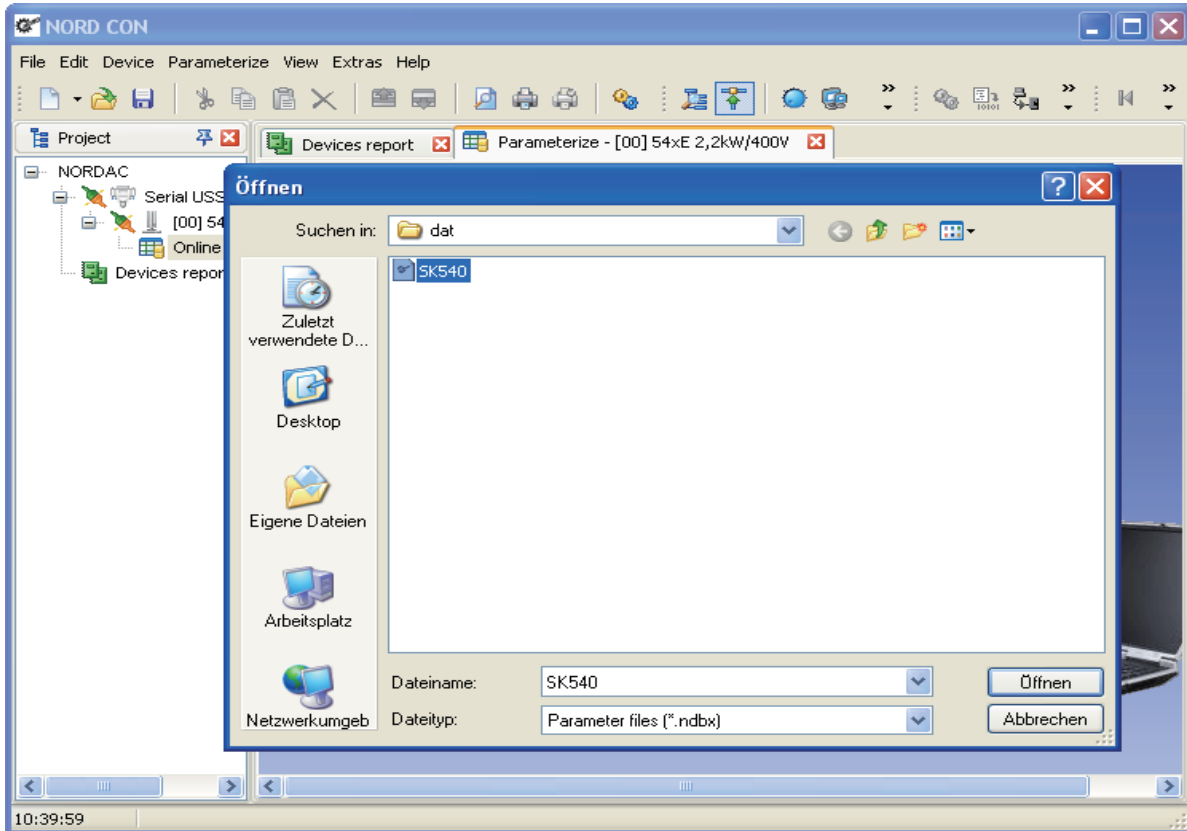 NORD CON
File Edit Device Parameterize View Extras Help
Project
Devices report
Parameterize - [00] 54xE 2,2kW/400V
NORDAC
Serial USS
[00] 54
Online
Devices repor
Öffnen
Suchen in:
dat
SK540
Zuletzt
verwendete D...
Desktop
Eigene Dateien
Arbeitsplatz
Netzwerkumgeb
Dateiname:
SK540
Öffnen
Dateityp:
Parameter files (*.ndbx)
Abbrechen
10:39:59